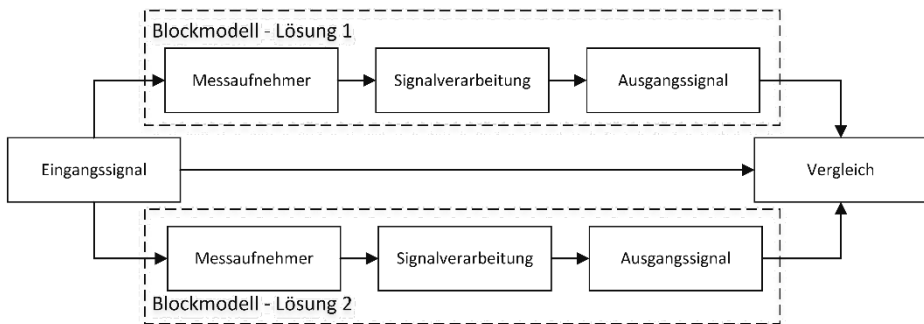 Blockmodell - Lösung 1
Messaufnehmer
Signalverarbeitung
Ausgangssignal
Eingangssignal
Vergleich
Messaufnehmer
Signalverarbeitung
Ausgangssignal
Blockmodell - Lösung 2